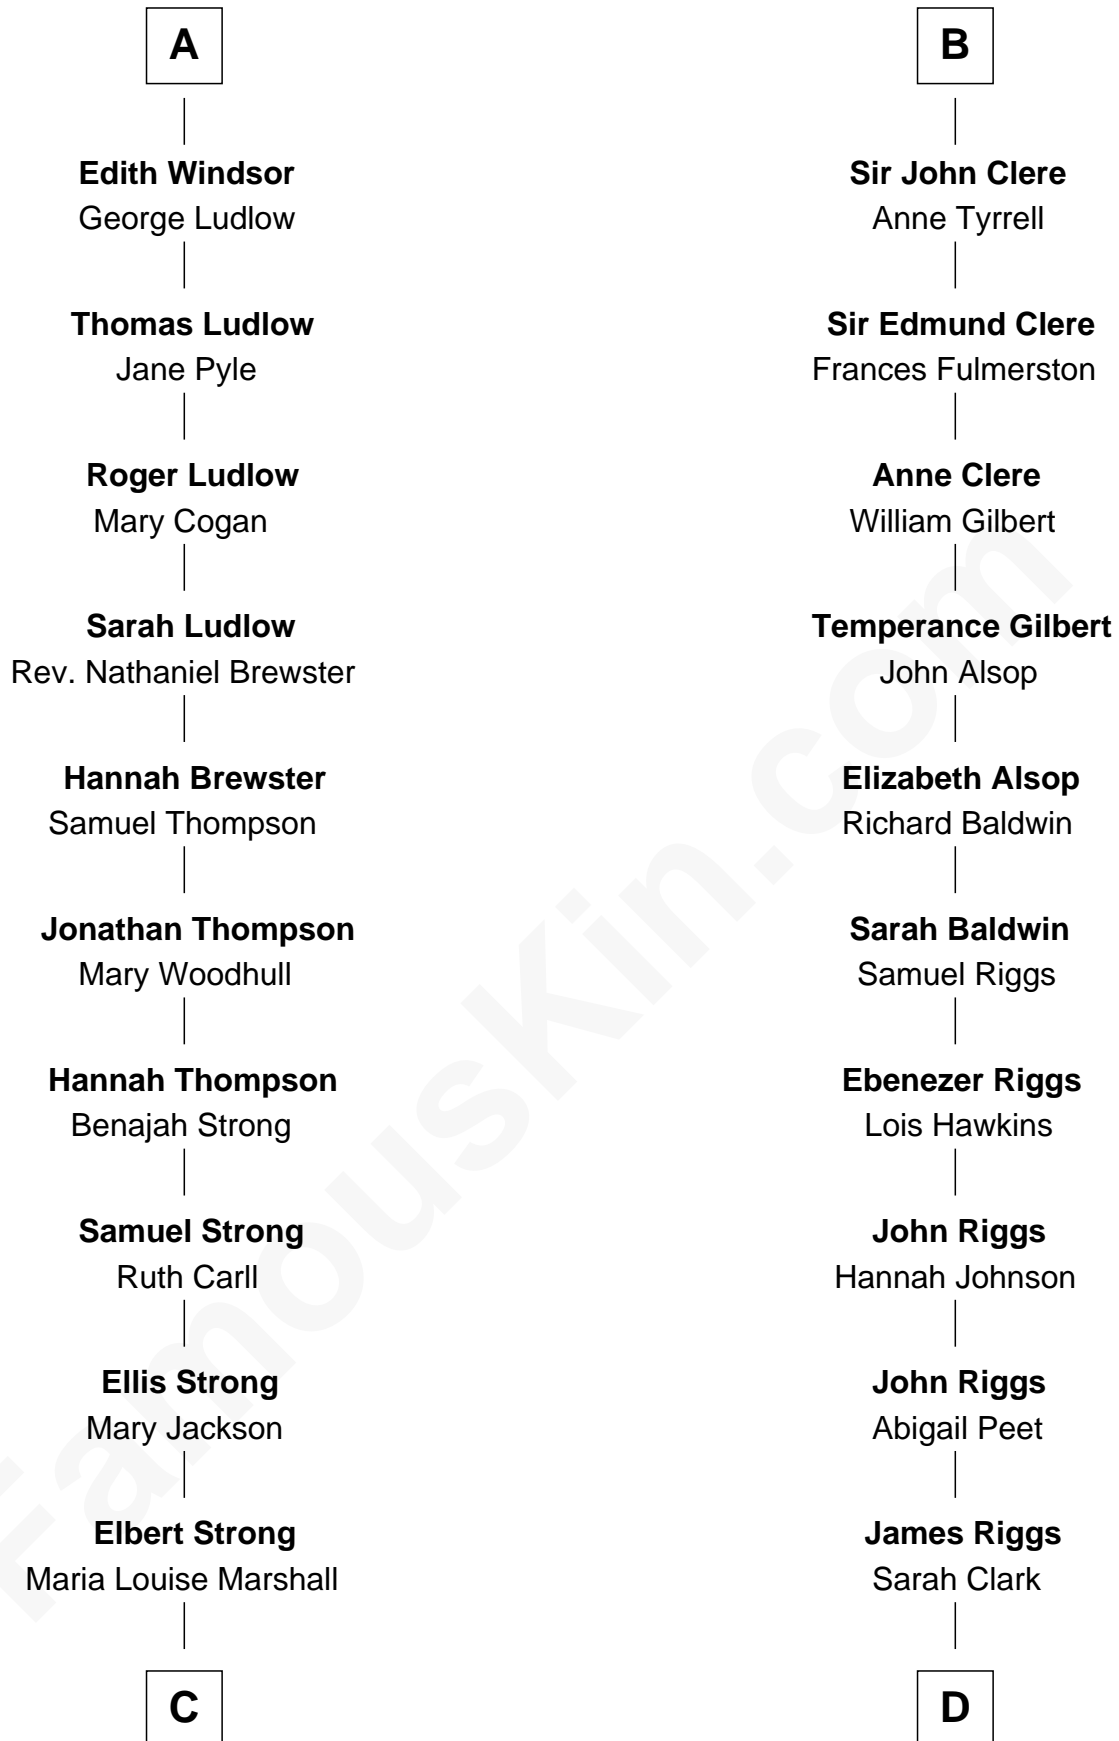 A
Edith Windsor
George Ludlow
Thomas Ludlow
Jane Pyle
Roger Ludlow
Mary Cogan
Sarah Ludlow
Rev. Nathaniel Brewster
Hannah Brewster
Samuel Thompson
Jonathan Thompson
Mary Woodhull
Hannah Thompson
Benajah Strong
Samuel Strong
Ruth Carll
Ellis Strong
Mary Jackson
Elbert Strong
Maria Louise Marshall
C
B
Sir John Clere
Anne Tyrrell
Sir Edmund Clere
Frances Fulmerston
Anne Clere
William Gilbert
Temperance Gilbert
John Alsop
Elizabeth Alsop
Richard Baldwin
Sarah Baldwin
Samuel Riggs
Ebenezer Riggs
Lois Hawkins
John Riggs
Hannah Johnson
John Riggs
Abigail Peet
James Riggs
Sarah Clark
D
FamousKin.com